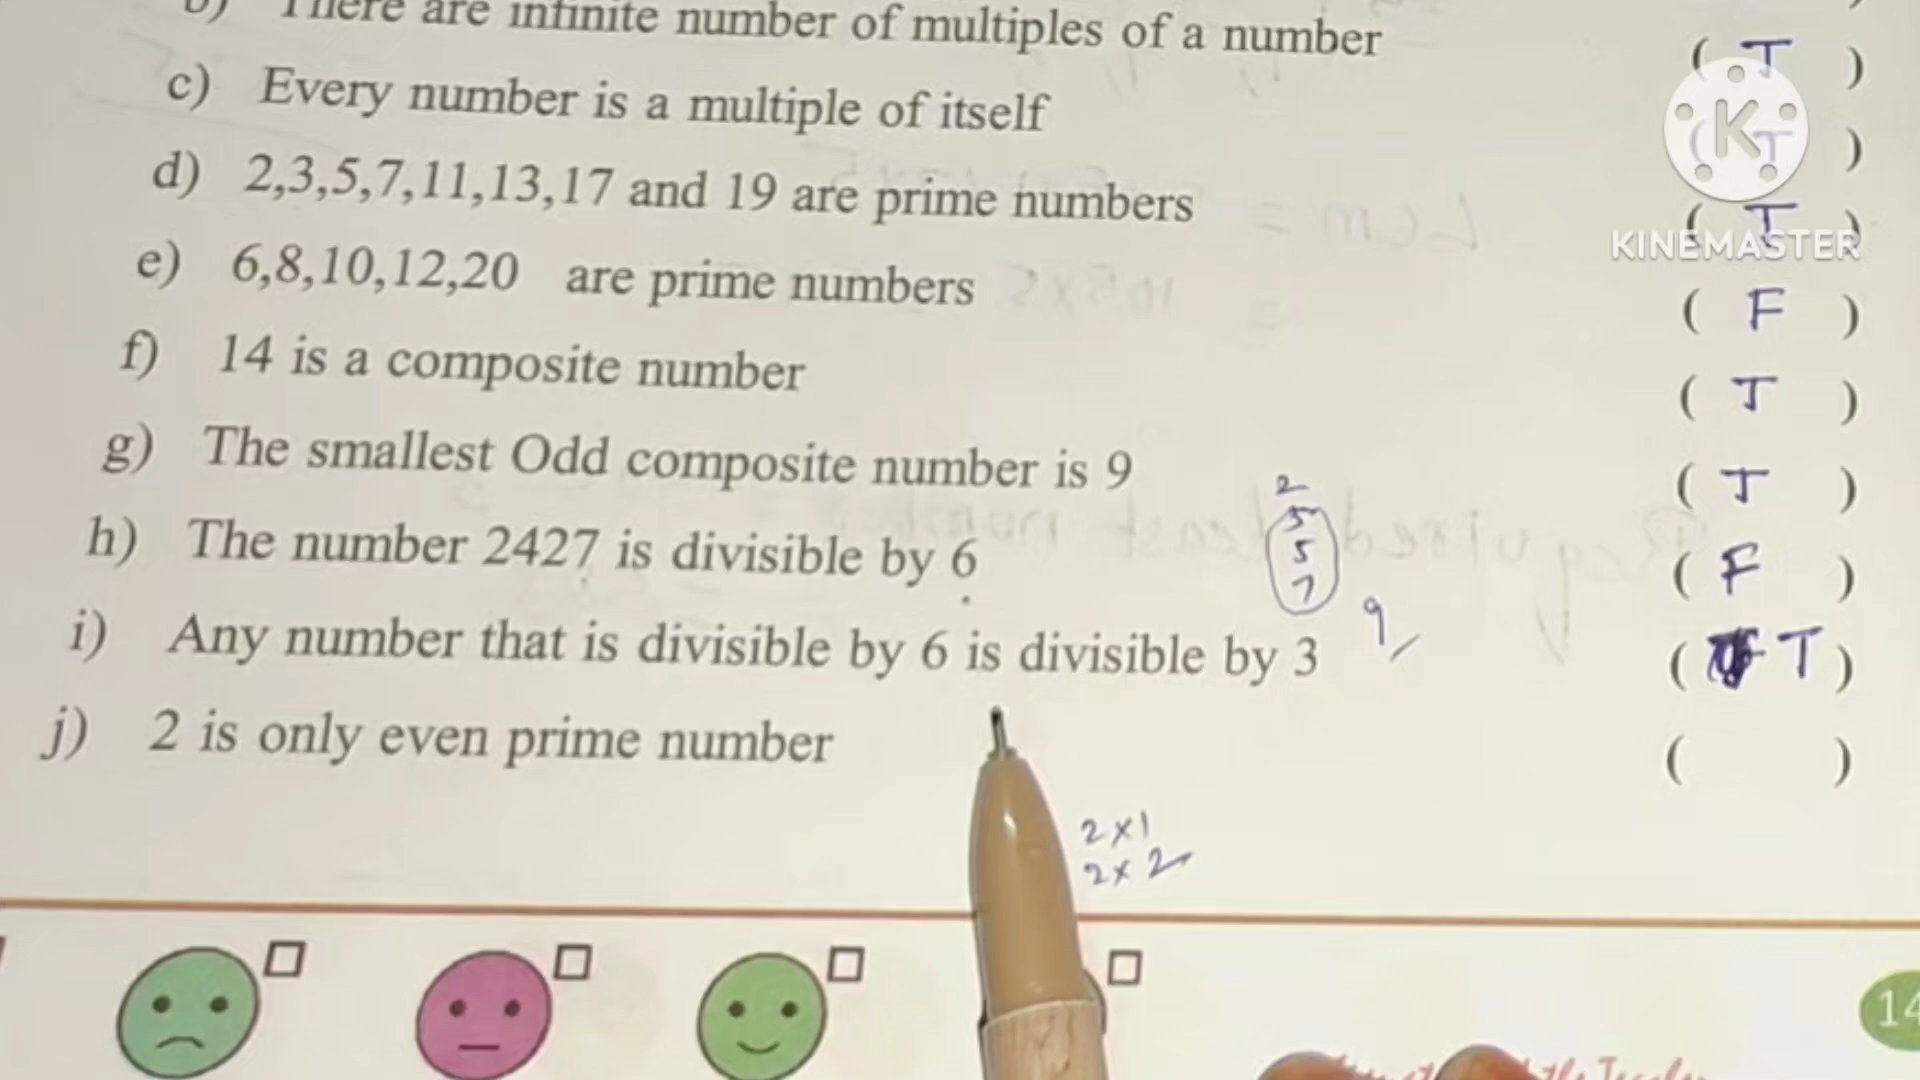 b) There are infinite number of multiples of a number ( T )
c) Every number is a multiple of itself ( T )
d) 2,3,5,7,11,13,17 and 19 are prime numbers ( T )
K
KINEMASTER
e) 6,8,10,12,20 are prime numbers ( F )
f) 14 is a composite number ( T )
g) The smallest Odd composite number is 9 ( T )
2
5
5
7
h) The number 2427 is divisible by 6 ( F )
9
i) Any number that is divisible by 6 is divisible by 3 ( T )
j) 2 is only even prime number ( )
2 x 1
2 x 2
14